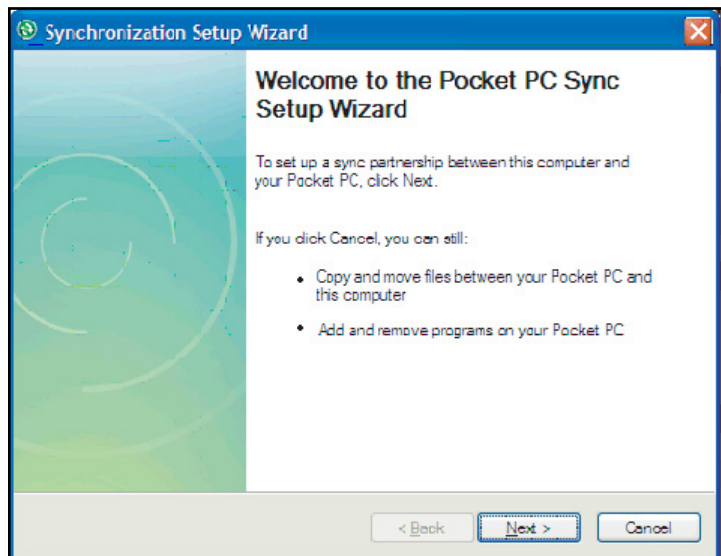 Synchronization Setup Wizard
Welcome to the Pocket PC Sync
Setup Wizard
To set up a sync partnership between this computer and
your Pocket PC, click Next.
If you click Cancel, you can still:
• Copy and move files between your Pocket PC and
this computer
• Add and remove programs on your Pocket PC
< Back Next > Cancel